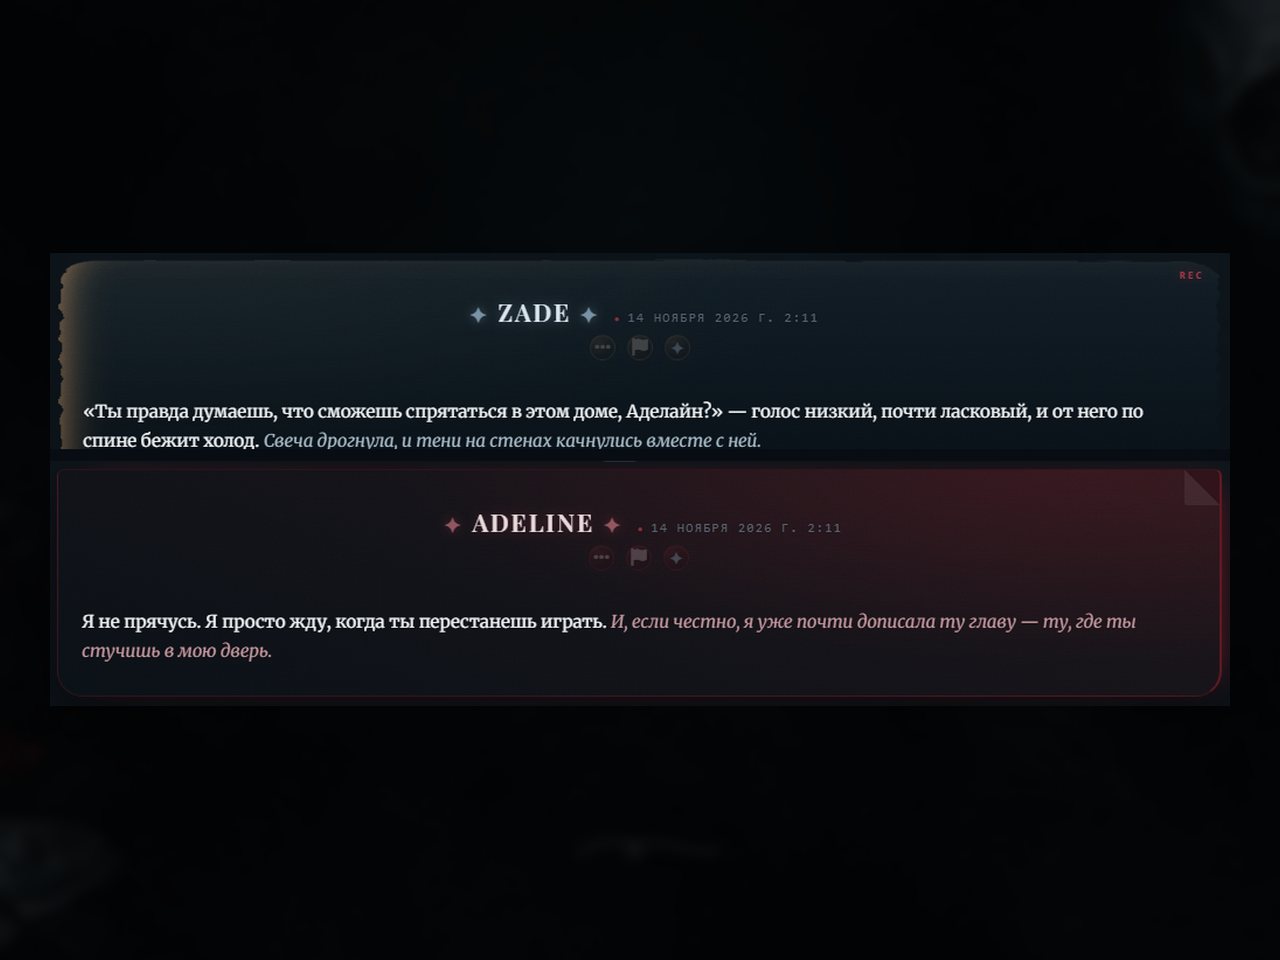 REC
✦ ZADE ✦ • 14 НОЯБРЯ 2026 Г. 2:11
«Ты правда думаешь, что сможешь спрятаться в этом доме, Аделайн?» — голос низкий, почти ласковый, и от него по
спине бежит холод. Свеча дрогнула, и тени на стенах качнулись вместе с ней.
✦ ADELINE ✦ • 14 НОЯБРЯ 2026 Г. 2:11
Я не прячусь. Я просто жду, когда ты перестанешь играть. И, если честно, я уже почти дописала ту главу — ту, где ты
стучишь в мою дверь.